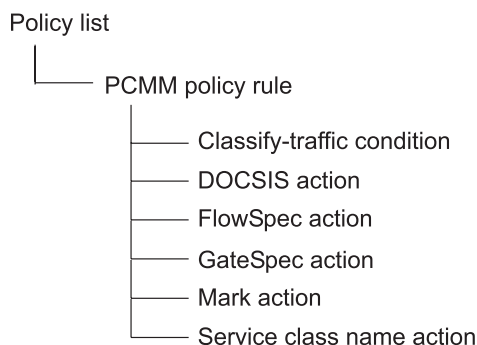 Policy list
PCMM policy rule
Classify-traffic condition
DOCSIS action
FlowSpec action
GateSpec action
Mark action
Service class name action